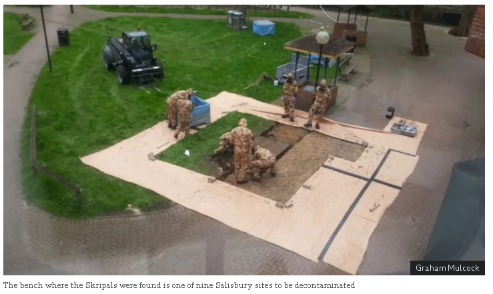 Graham Mulcock
The bench where the Skripals were found is one of nine Salisbury sites to be decontaminated